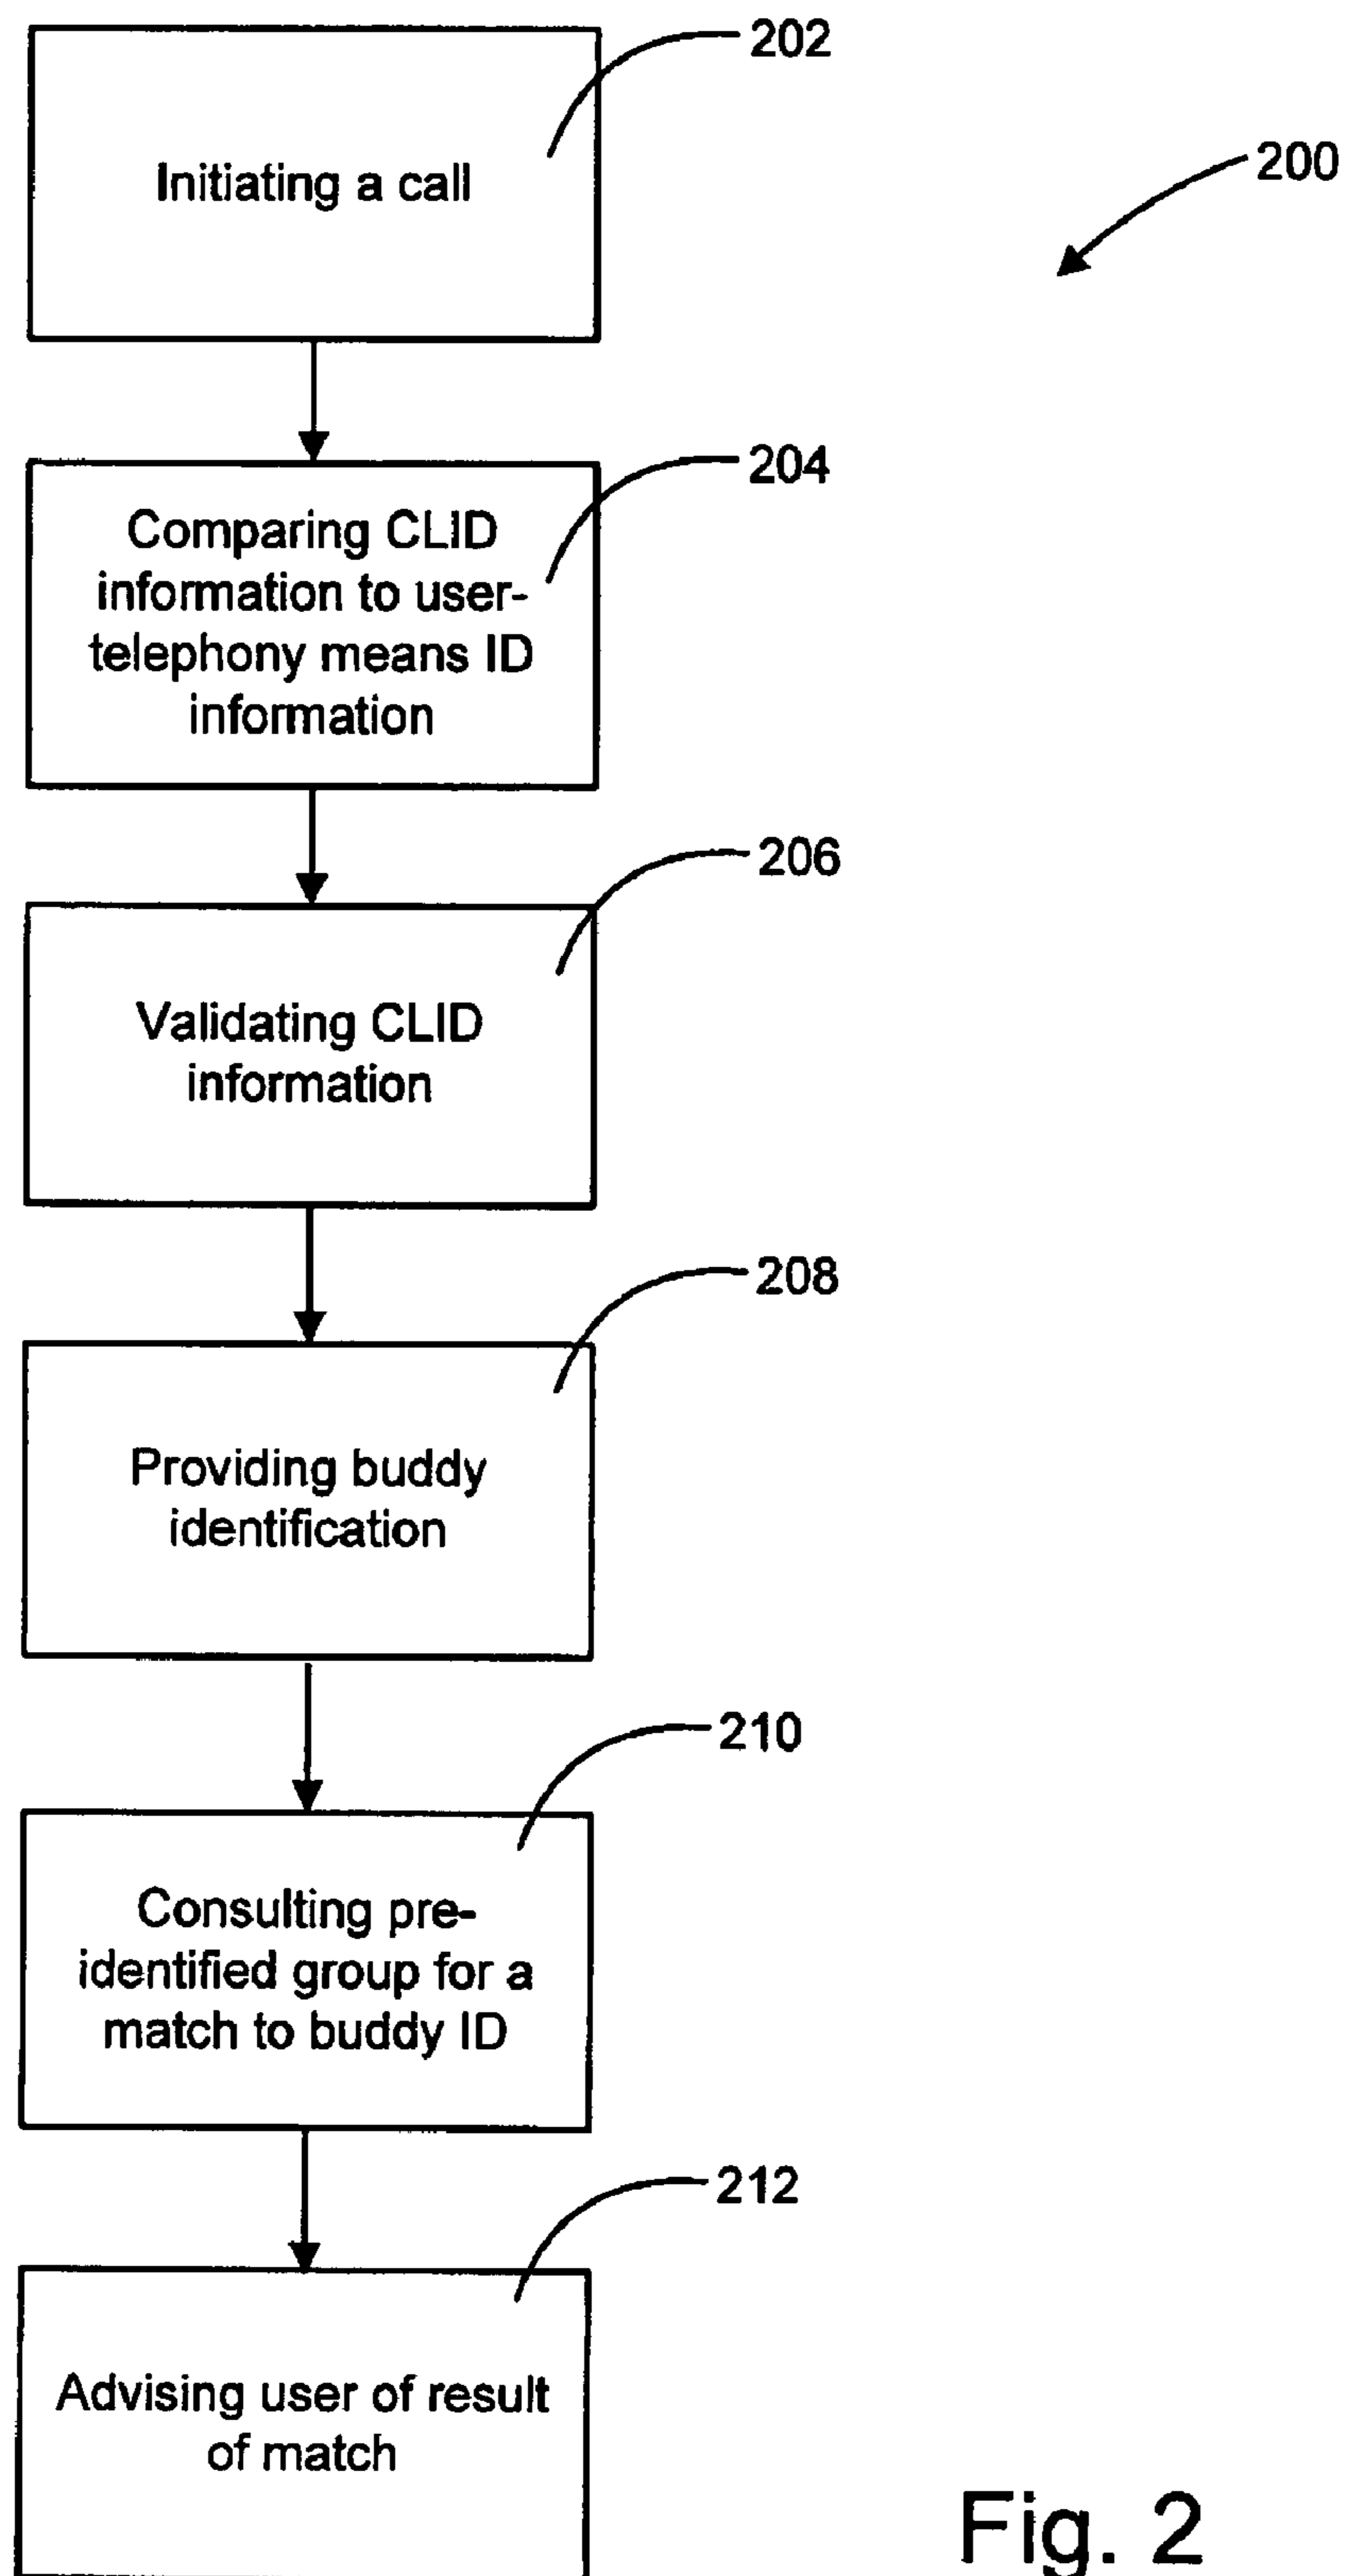 202
Initiating a call
200
204
Comparing CLID
information to user-
telephony means ID
information
206
Validating CLID
information
208
Providing buddy
identification
210
Consulting pre-
identified group for a
match to buddy ID
212
Advising user of result
of match
Fig. 2